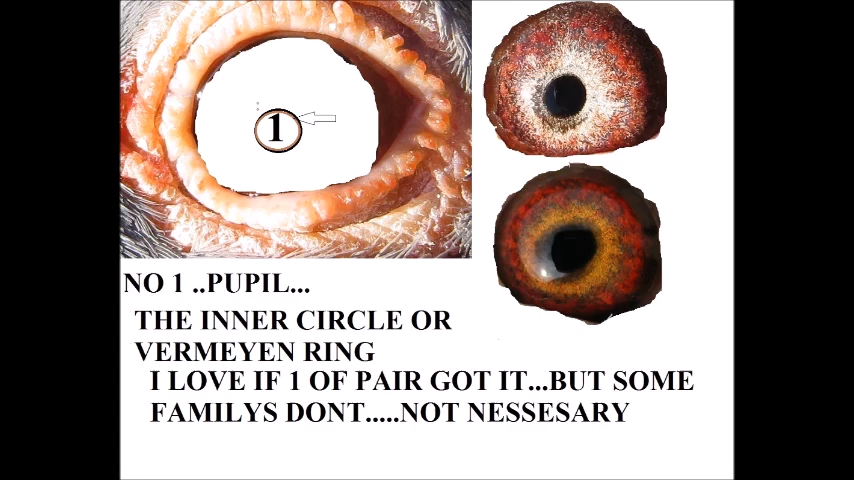 1
NO 1 ..PUPIL...
THE INNER CIRCLE OR
VERMEYEN RING
I LOVE IF 1 OF PAIR GOT IT...BUT SOME
FAMILYS DONT.....NOT NESSESARY